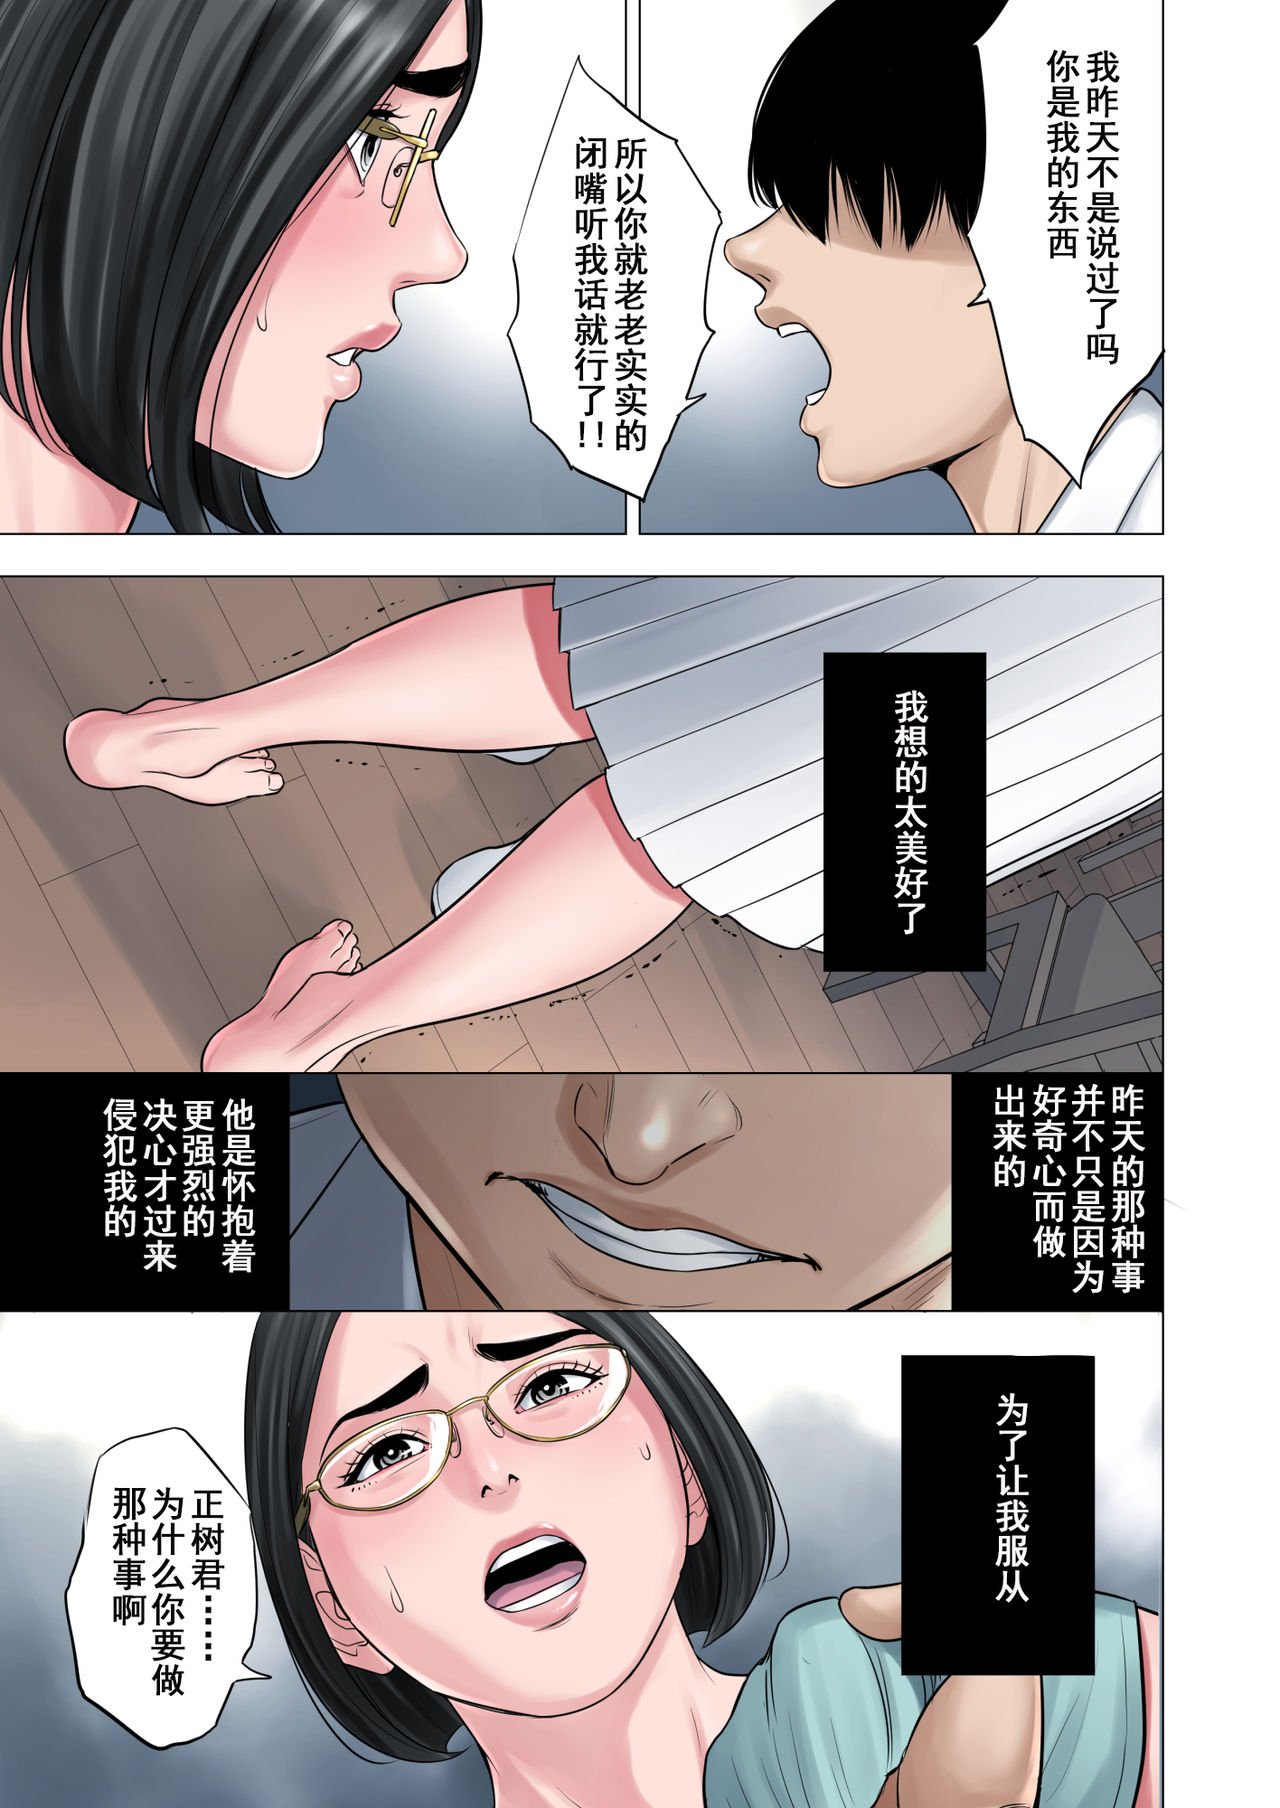 我昨天不是说过了吗
你是我的东西
所以你就老老实实的
闭嘴听我话就行了!!
我想的太美好了
昨天的那种事
并不只是因为
好奇心而做
出来的
他是怀抱着
更强烈的
决心才过来
侵犯我的
为了让我服从
正树君……
为什么你要做
那种事啊